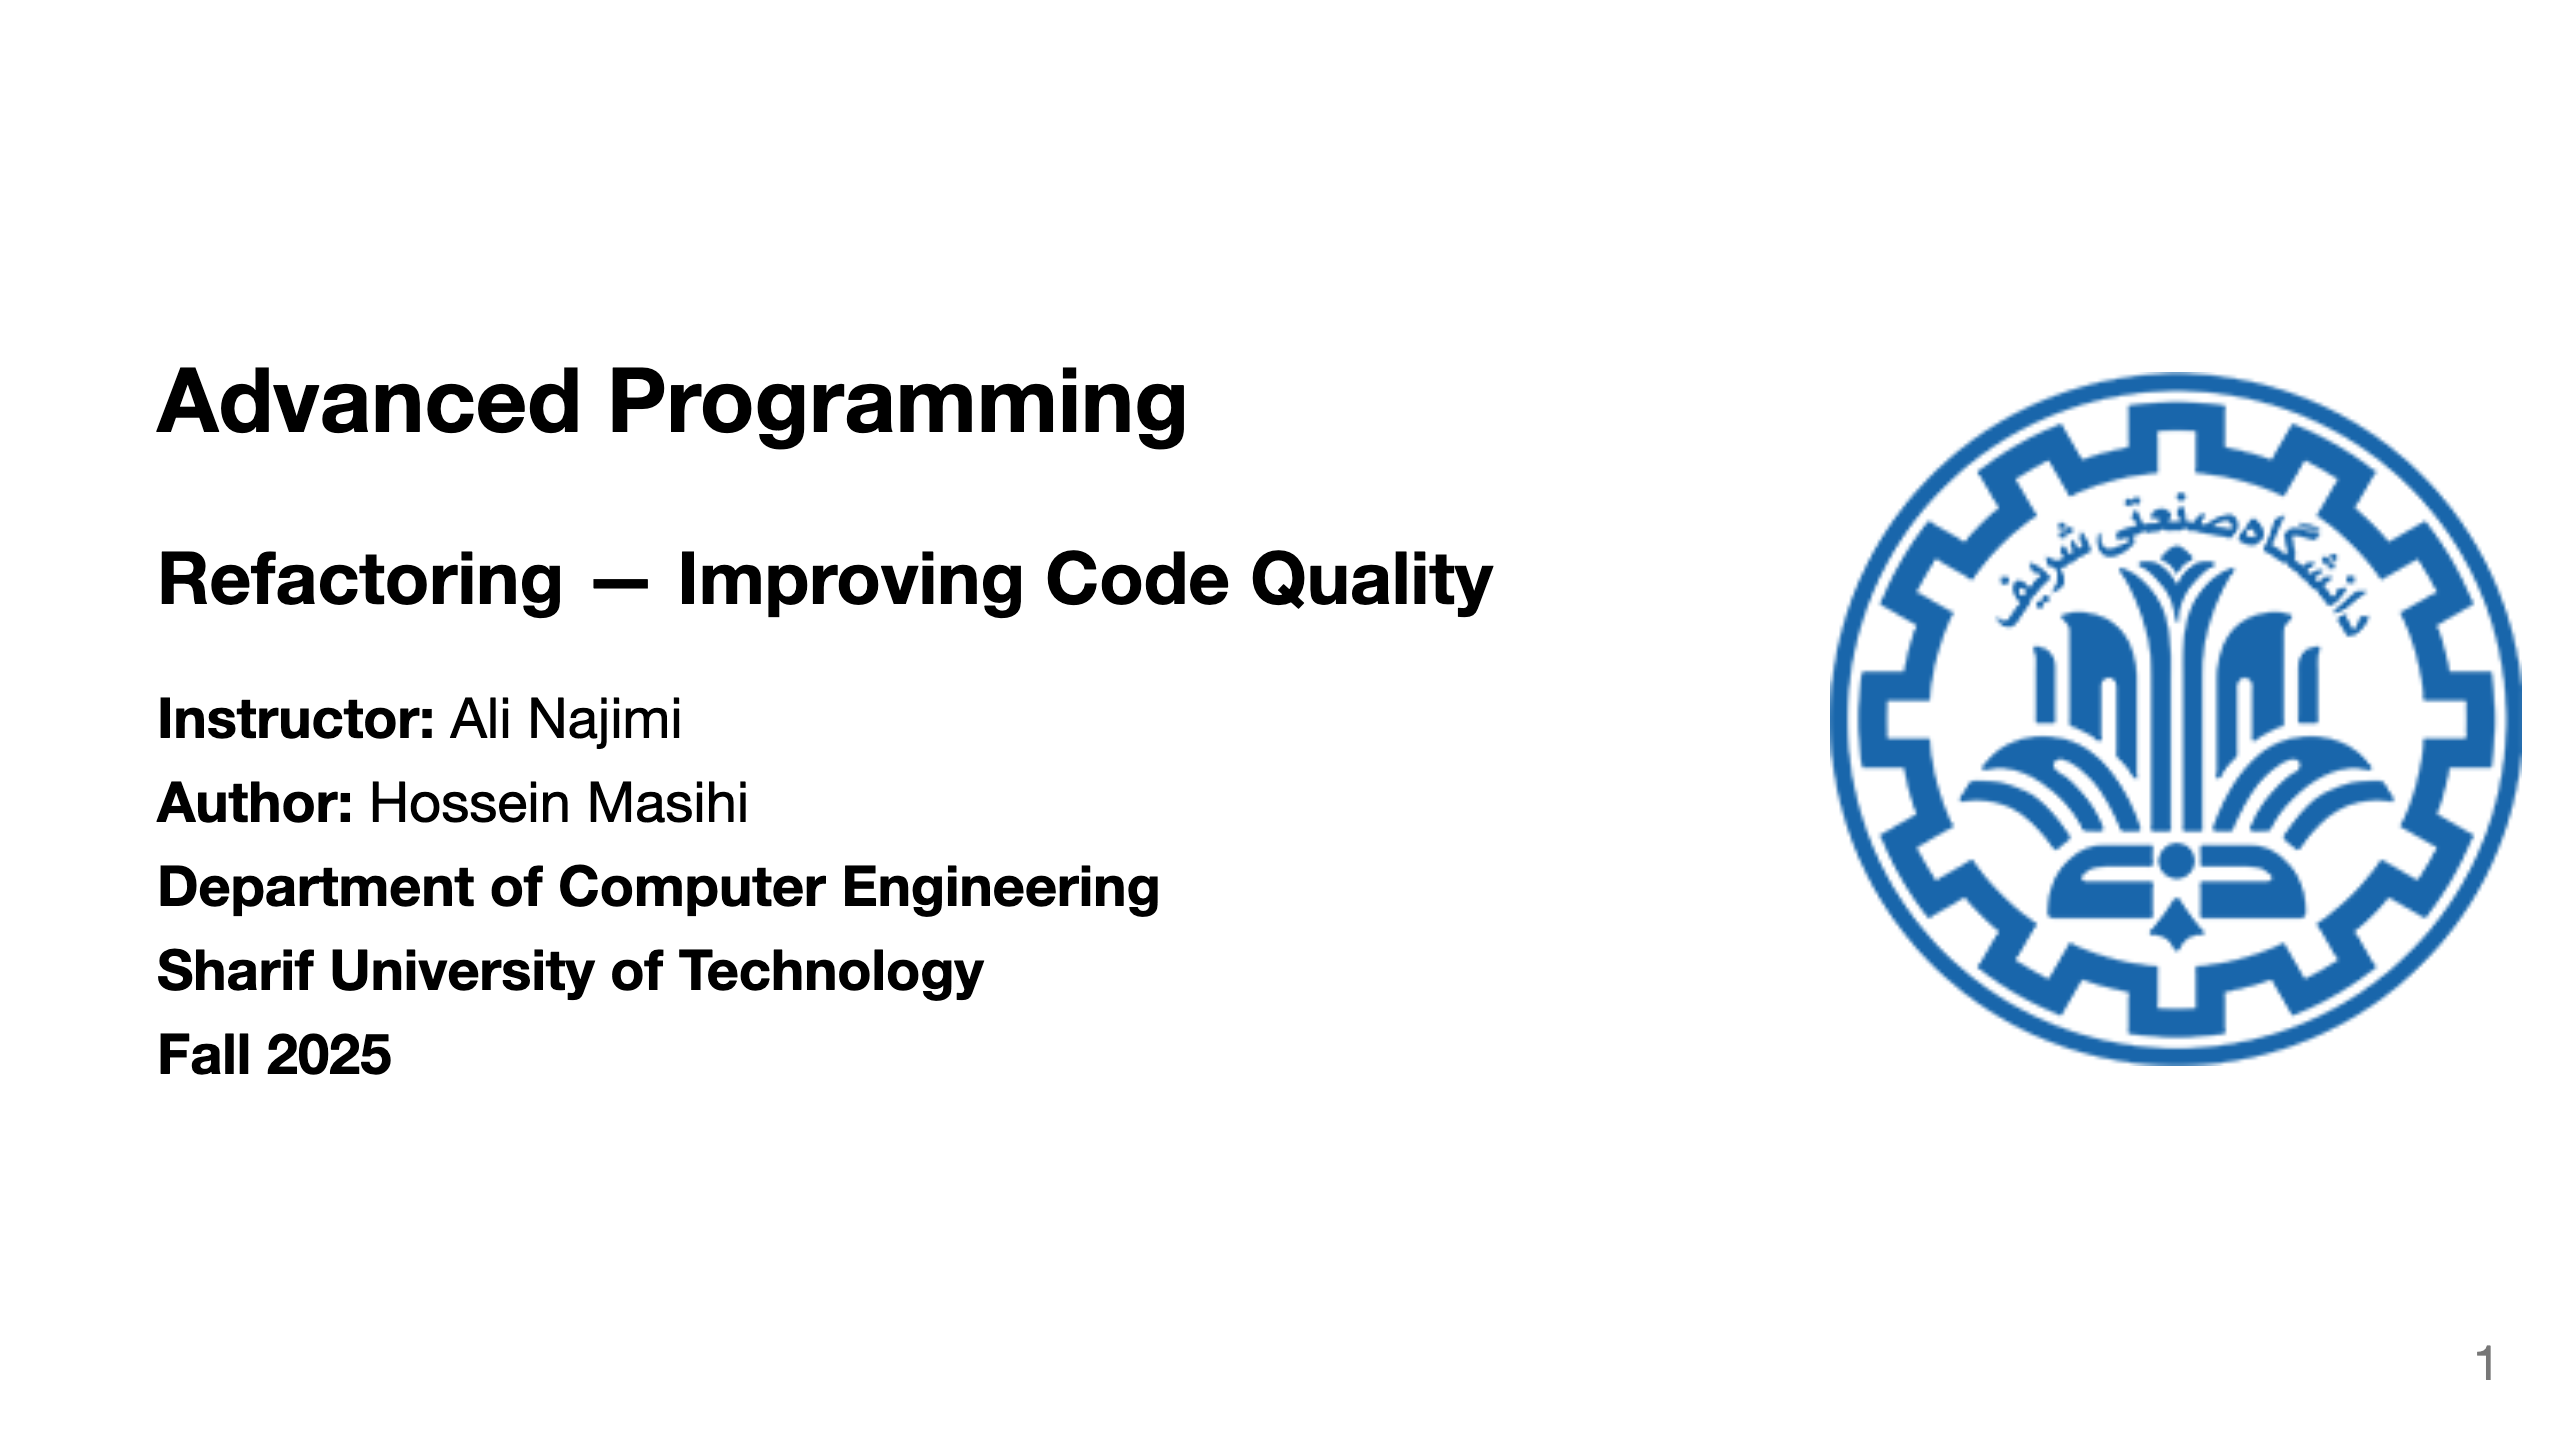 Advanced Programming
Refactoring — Improving Code Quality
Instructor: Ali Najimi
Author: Hossein Masihi
Department of Computer Engineering
Sharif University of Technology
Fall 2025
دانشگاه صنعتی شریف
1